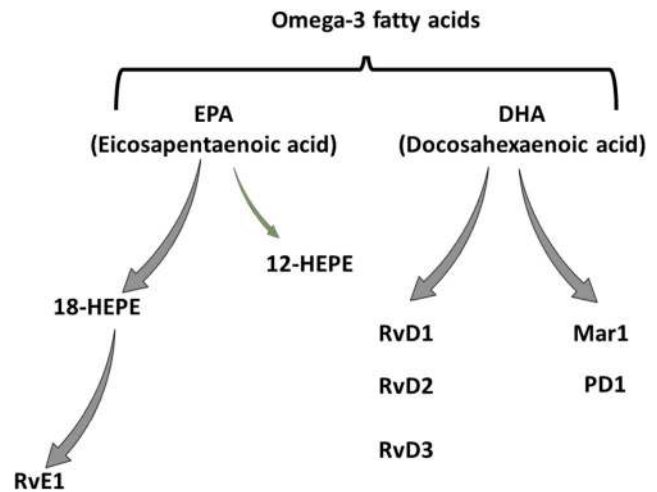 Omega-3 fatty acids
EPA
(Eicosapentaenoic acid)
DHA
(Docosahexaenoic acid)
12-HEPE
18-HEPE
RvE1
RvD1
RvD2
RvD3
Mar1
PD1